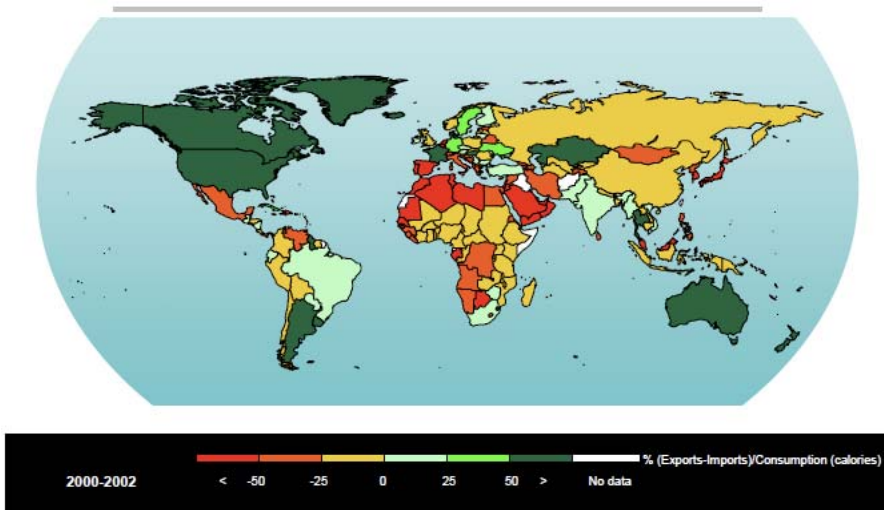 % (Exports-Imports)/Consumption (calories)
2000-2002
< -50 -25 0 25 50 > No data